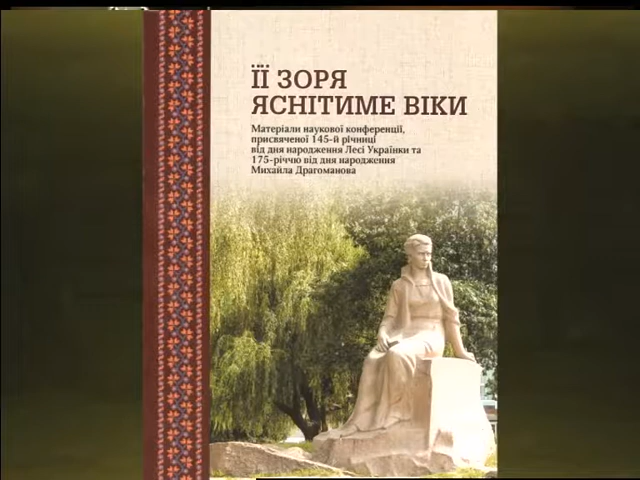 ЇЇ ЗОРЯ
ЯСНІТИМЕ ВІКИ
Матеріали наукової конференції,
присвяченої 145-й річниці
від дня народження Лесі Українки та
175-річчю від дня народження
Михайла Драгоманова